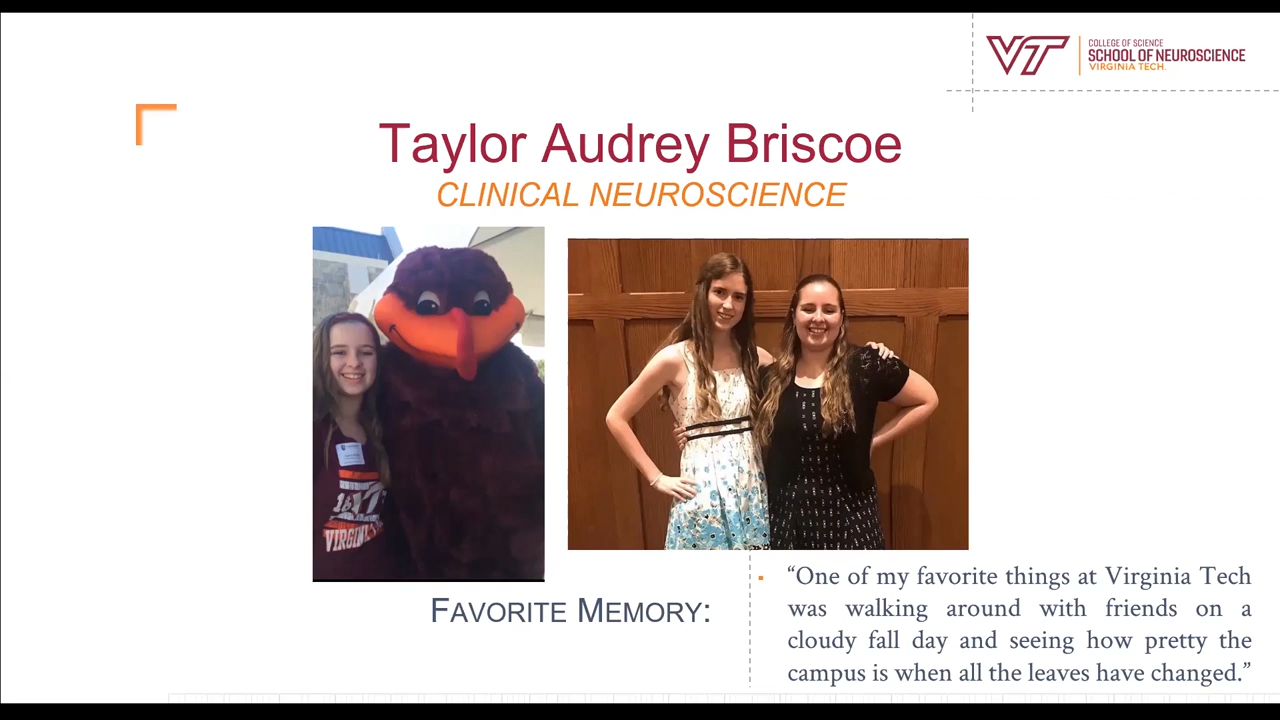 COLLEGE OF SCIENCE
SCHOOL OF NEUROSCIENCE
VIRGINIA TECH.
Taylor Audrey Briscoe
CLINICAL NEUROSCIENCE
VIRGINI
FAVORITE MEMORY:
▪ “One of my favorite things at Virginia Tech
was walking around with friends on a
cloudy fall day and seeing how pretty the
campus is when all the leaves have changed.”